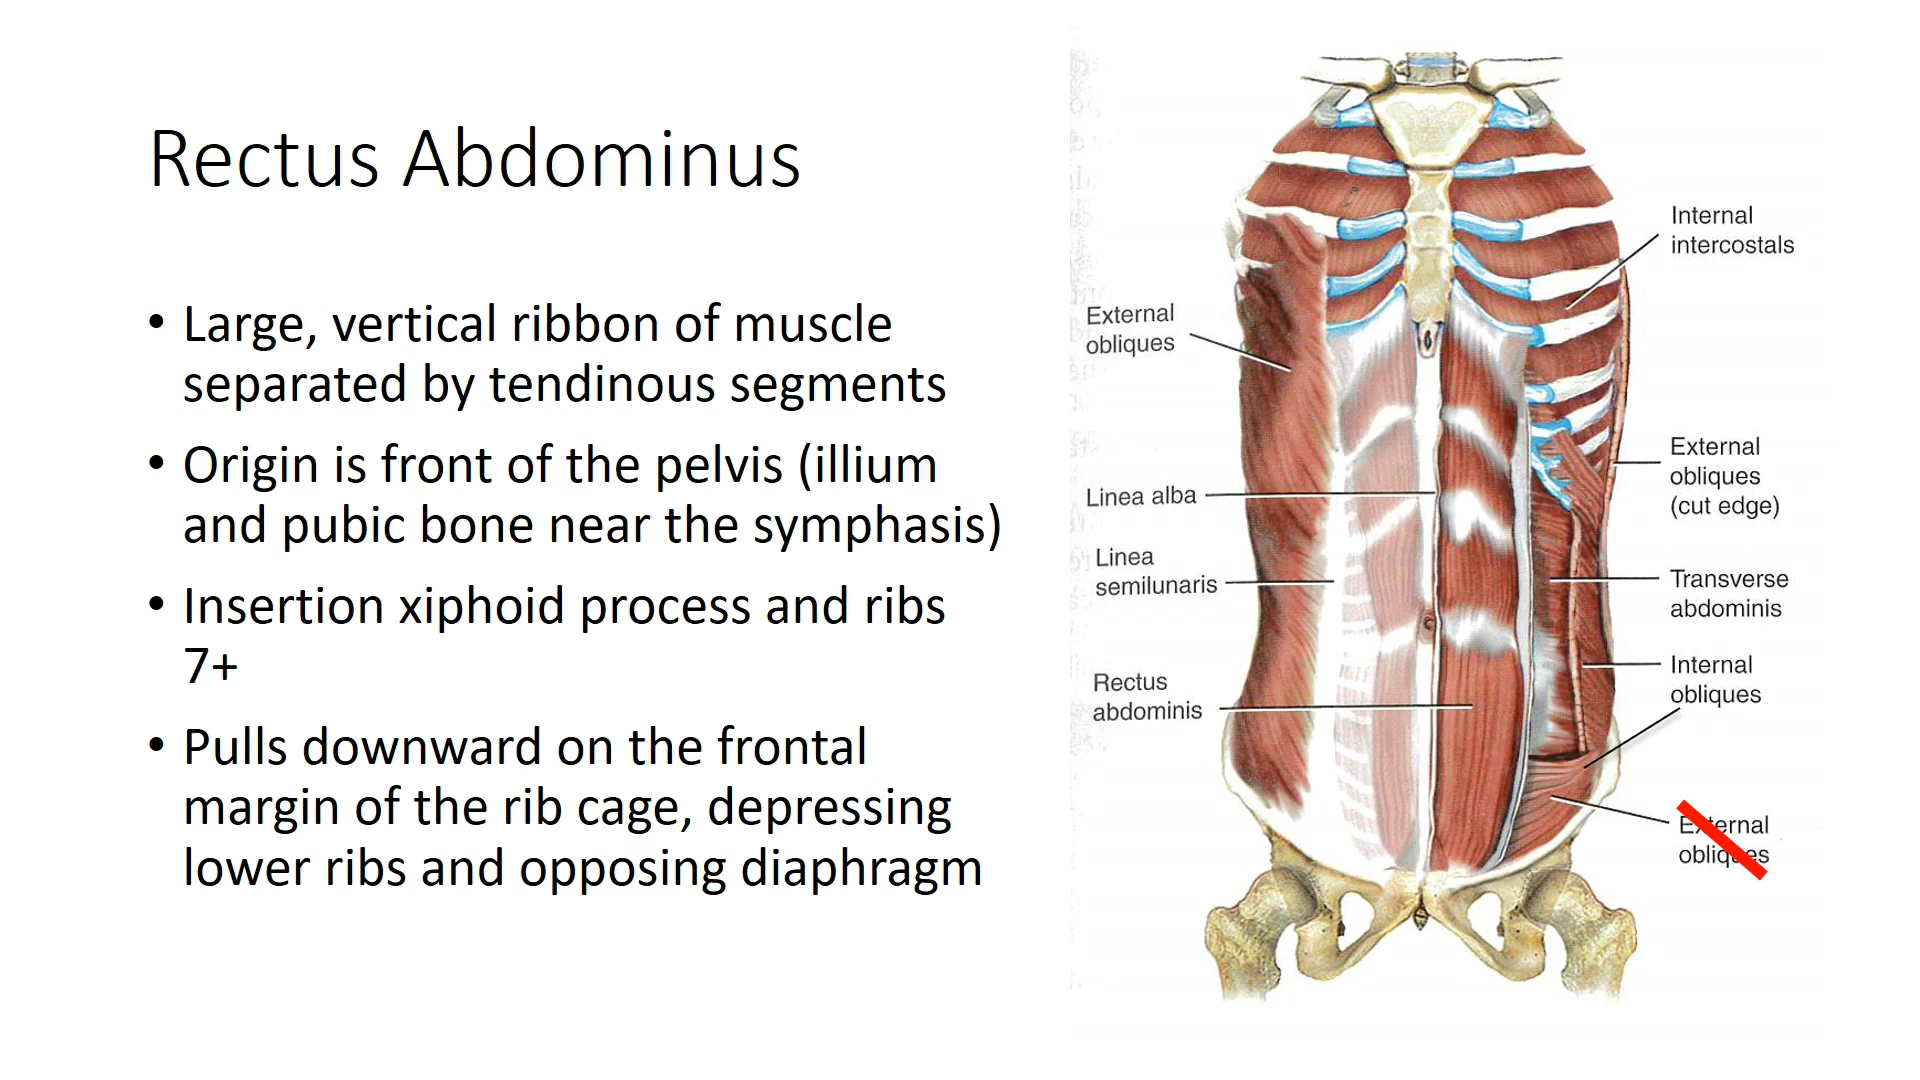 Rectus Abdominus
• Large, vertical ribbon of muscle
separated by tendinous segments
• Origin is front of the pelvis (illium
and pubic bone near the symphasis)
• Insertion xiphoid process and ribs
7+
• Pulls downward on the frontal
margin of the rib cage, depressing
lower ribs and opposing diaphragm
External
obliques
Linea alba
Linea
semilunaris
Rectus
abdominis
Internal
intercostals
External
obliques
(cut edge)
Transverse
abdominis
Internal
obliques
External
obliques